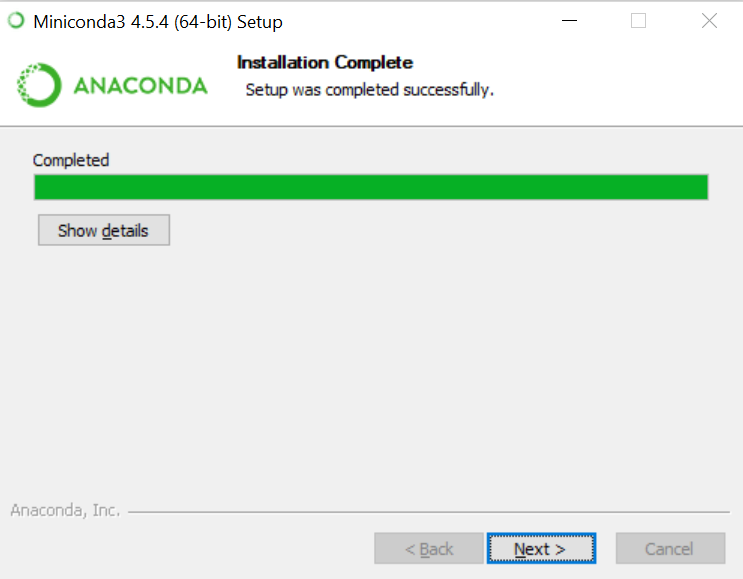 Miniconda3 4.5.4 (64-bit) Setup
ANACONDA
Installation Complete
Setup was completed successfully.
Completed
Show details
Anaconda, Inc.
< Back
Next >
Cancel